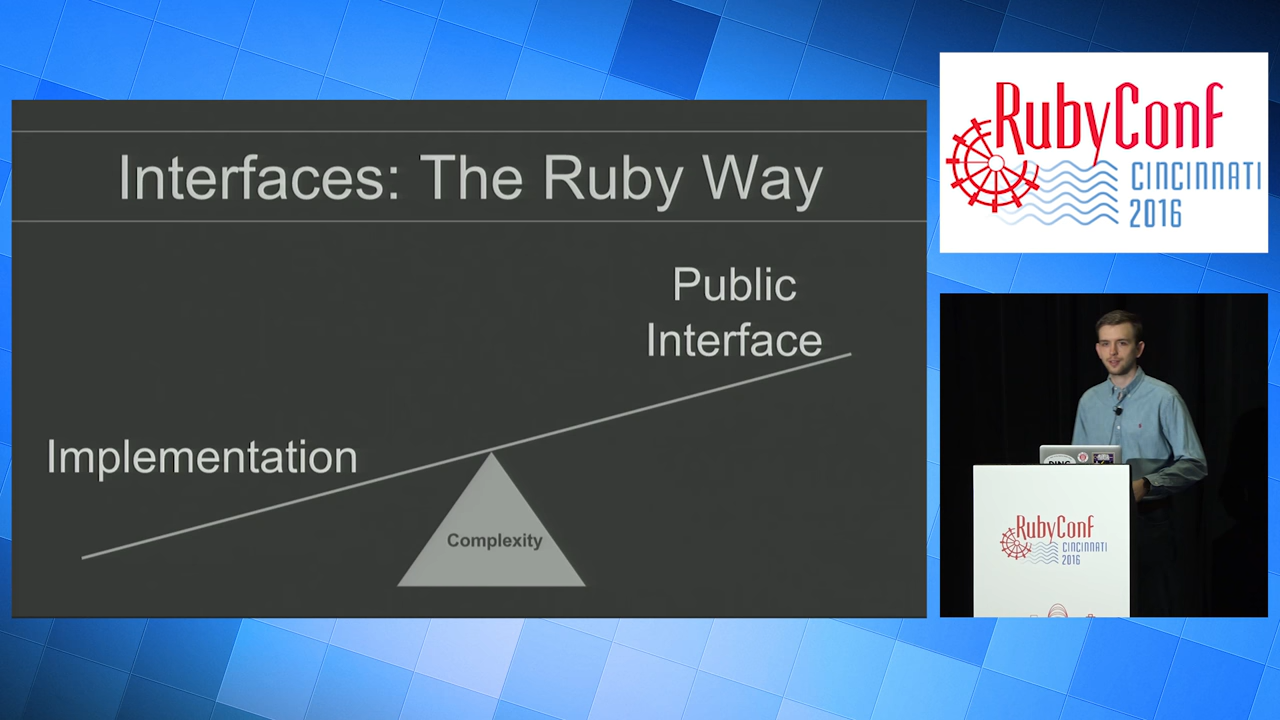 Interfaces: The Ruby Way
Public
Interface
Implementation
Complexity
RubyConf
CINCINNATI
2016
RubyConf
CINCINNATI
2016